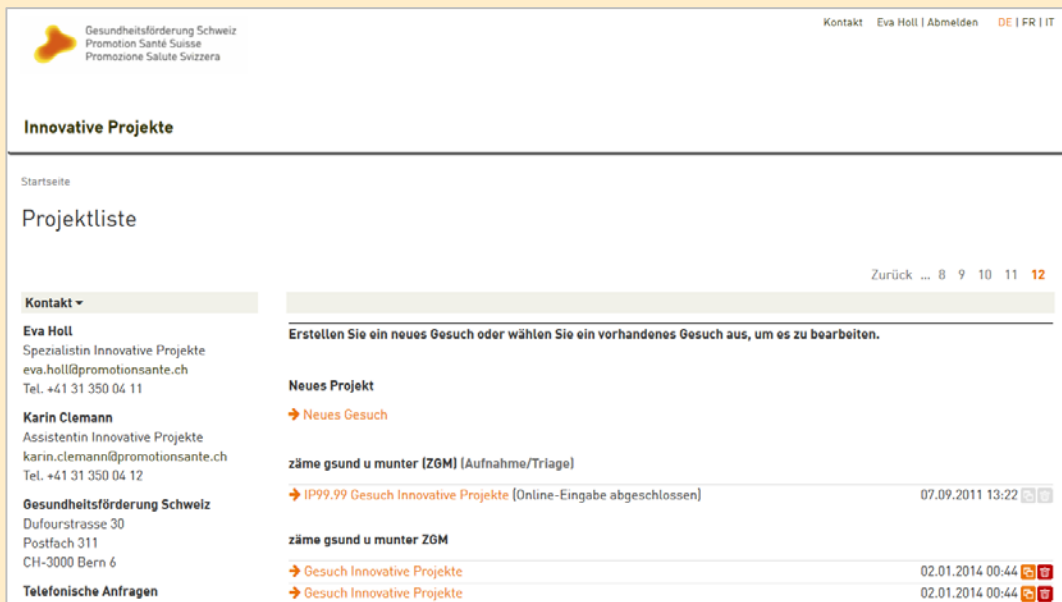 Gesundheitsförderung Schweiz
Promotion Santé Suisse
Promozione Salute Svizzera
Kontakt Eva Holl | Abmelden DE | FR | IT
Innovative Projekte
Startseite
Projektliste
Zurück ... 8 9 10 11 12
Kontakt
Eva Holl
Spezialistin Innovative Projekte
eva.holl@promotionsante.ch
Tel. +41 31 350 04 11
Karin Clemann
Assistentin Innovative Projekte
karin.clemann@promotionsante.ch
Tel. +41 31 350 04 12
Gesundheitsförderung Schweiz
Dufourstrasse 30
Postfach 311
CH-3000 Bern 6
Telefonische Anfragen
Erstellen Sie ein neues Gesuch oder wählen Sie ein vorhandenes Gesuch aus, um es zu bearbeiten.
Neues Projekt
Neues Gesuch
zäme gsund u munter (ZGM) (Aufnahme/Triage)
IP99.99 Gesuch Innovative Projekte (Online-Eingabe abgeschlossen) 07.09.2011 13:22
zäme gsund u munter ZGM
Gesuch Innovative Projekte 02.01.2014 00:44
Gesuch Innovative Projekte 02.01.2014 00:44